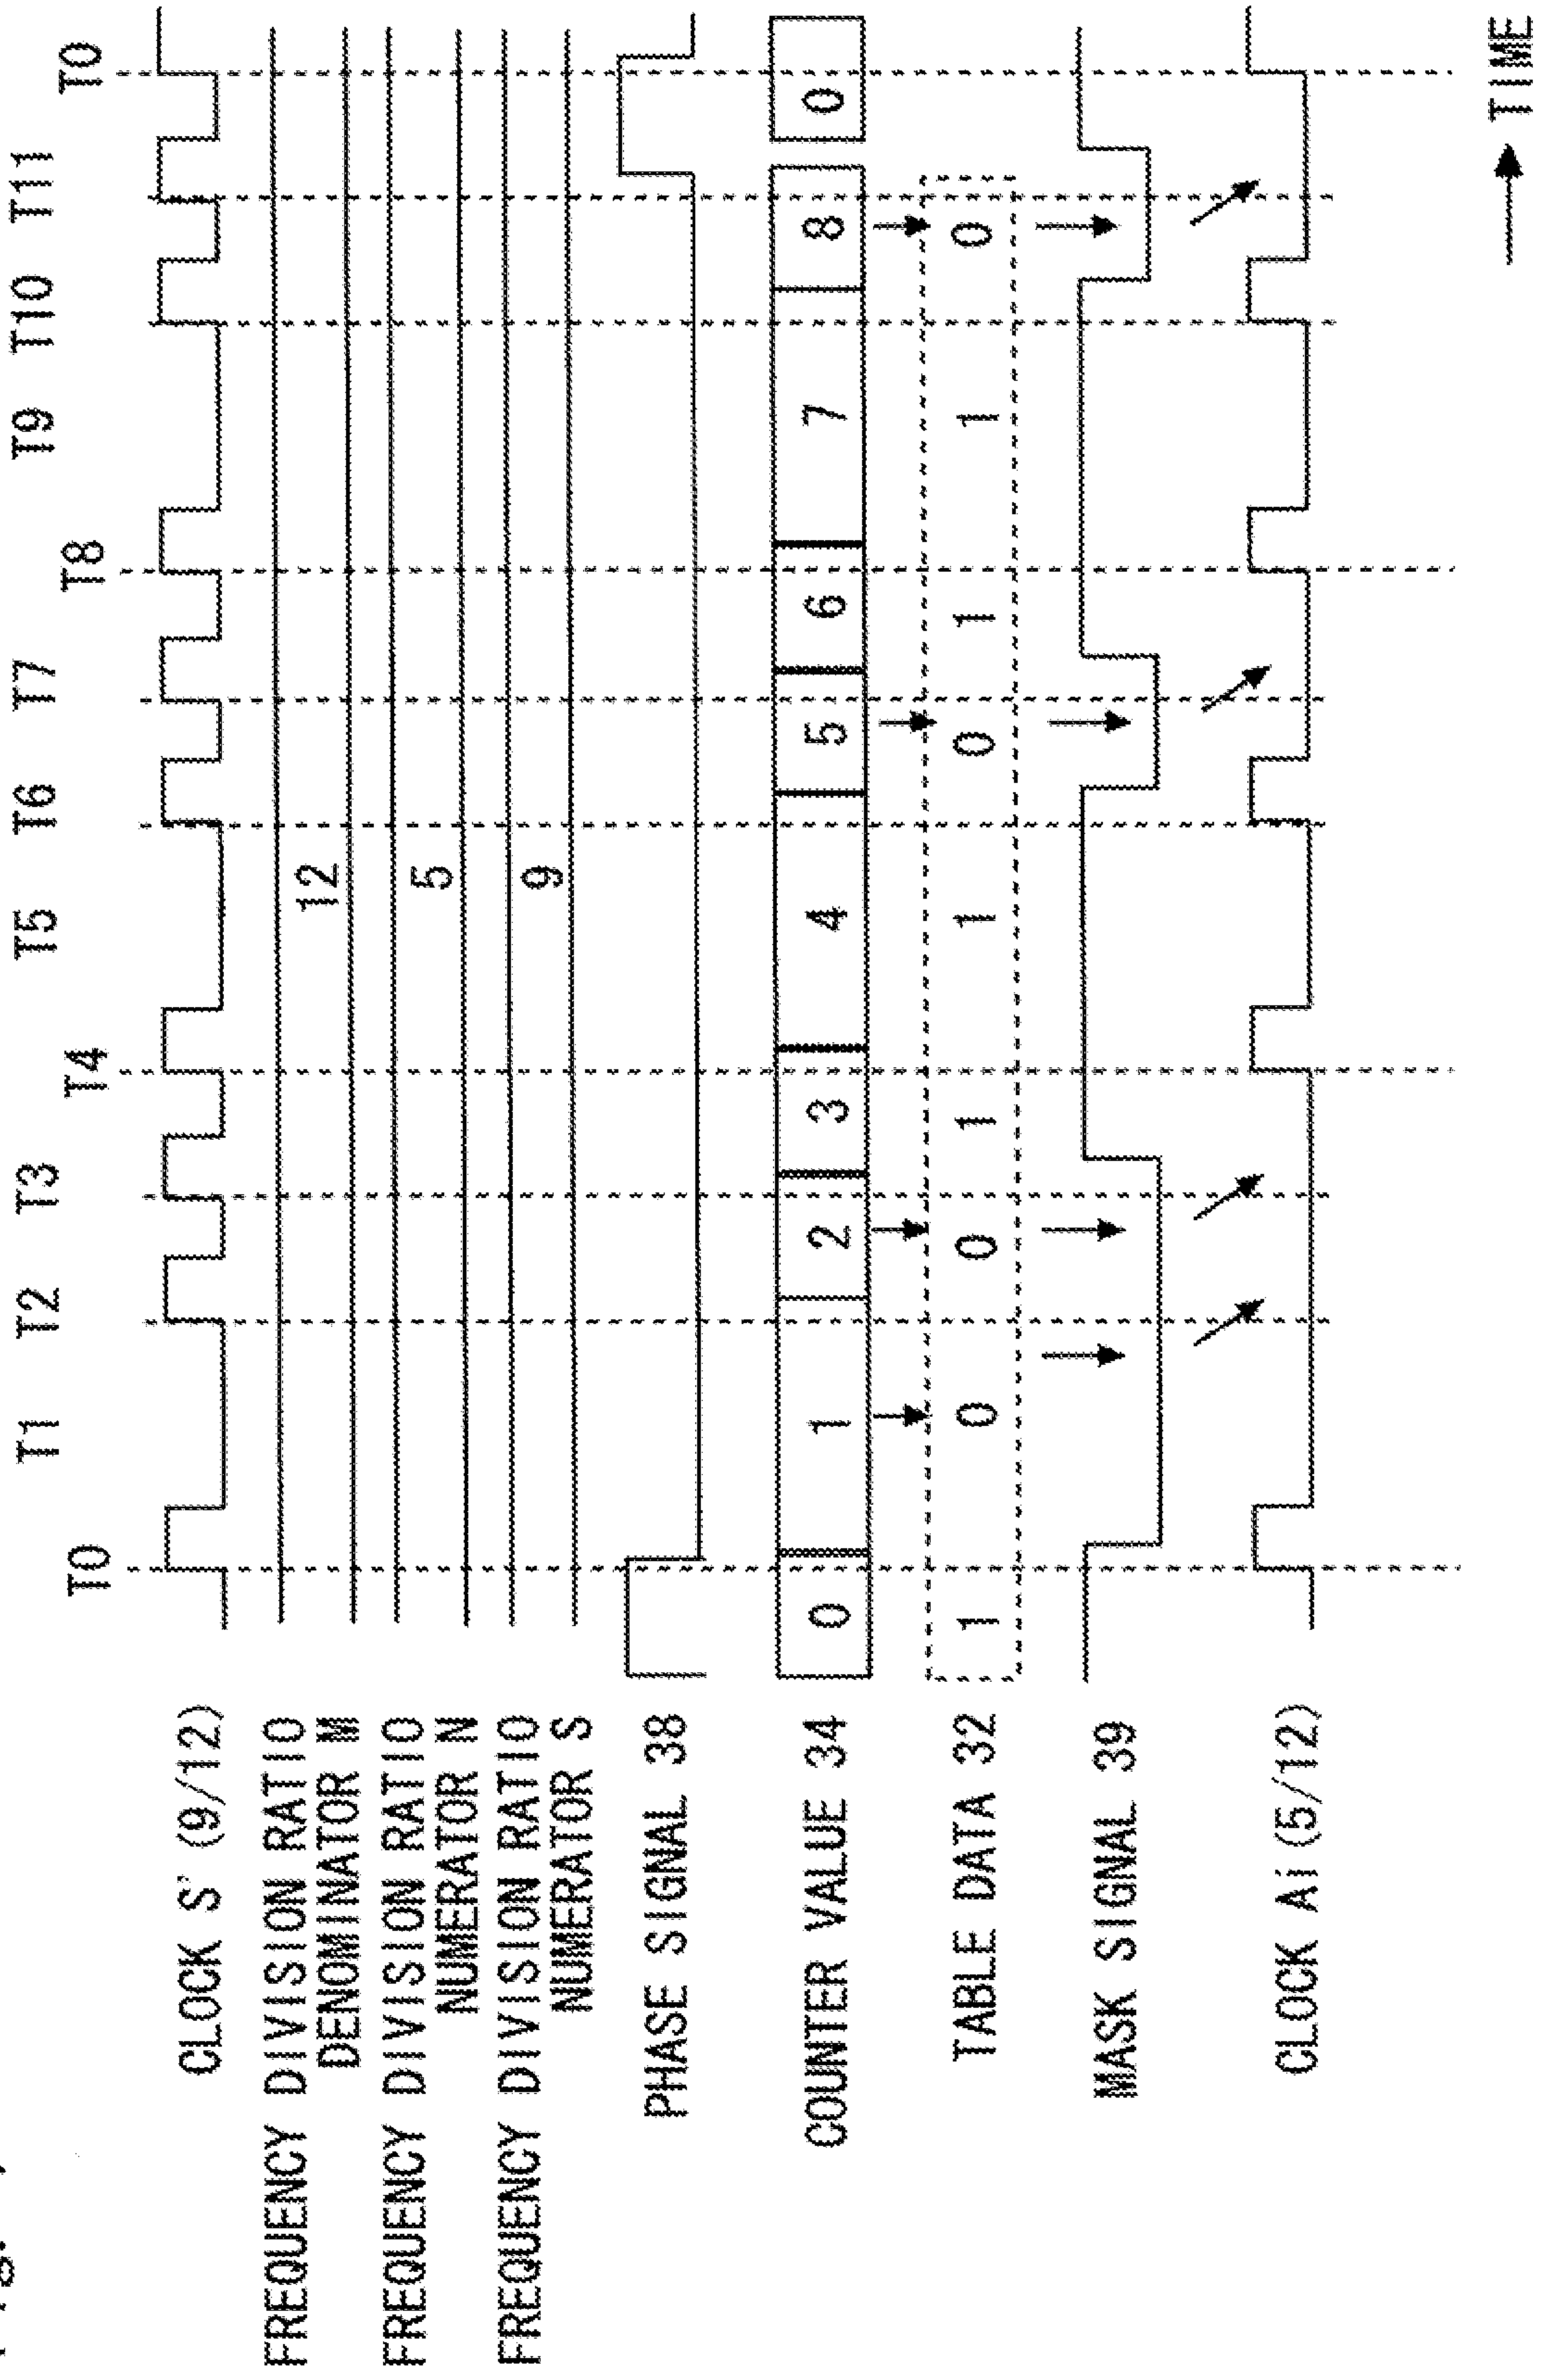 T0 T1 T2 T3 T4 T5 T6 T7 T8 T9 T10 T11 T0
CLOCK S' (9/12)
FREQUENCY DIVISION RATIO
DENOMINATOR M
12
FREQUENCY DIVISION RATIO
NUMERATOR N
5
FREQUENCY DIVISION RATIO
NUMERATOR S
9
PHASE SIGNAL 38
COUNTER VALUE 34
0 1 2 3 4 5 6 7 8 0
TABLE DATA 32
1 0 0 1 1 0 1 1 0
MASK SIGNAL 39
CLOCK Ai (5/12)
TIME